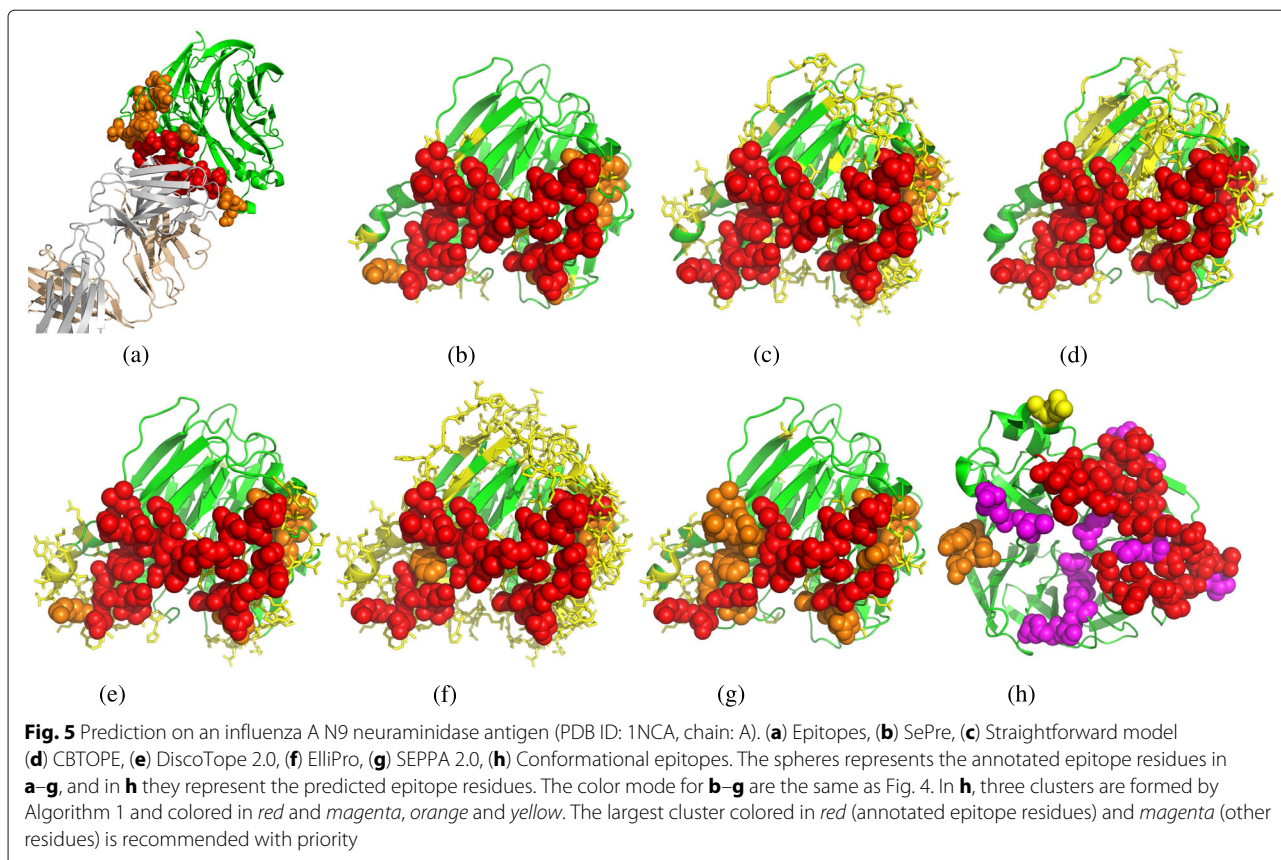 (a) (b) (c) (d)
(e) (f) (g) (h)
Fig. 5 Prediction on an influenza A N9 neuraminidase antigen (PDB ID: 1NCA, chain: A). (a) Epitopes, (b) SePre, (c) Straightforward model
(d) CBTOPE, (e) DiscoTope 2.0, (f) ElliPro, (g) SEPPA 2.0, (h) Conformational epitopes. The spheres represents the annotated epitope residues in
a–g, and in h they represent the predicted epitope residues. The color mode for b–g are the same as Fig. 4. In h, three clusters are formed by
Algorithm 1 and colored in red and magenta, orange and yellow. The largest cluster colored in red (annotated epitope residues) and magenta (other
residues) is recommended with priority